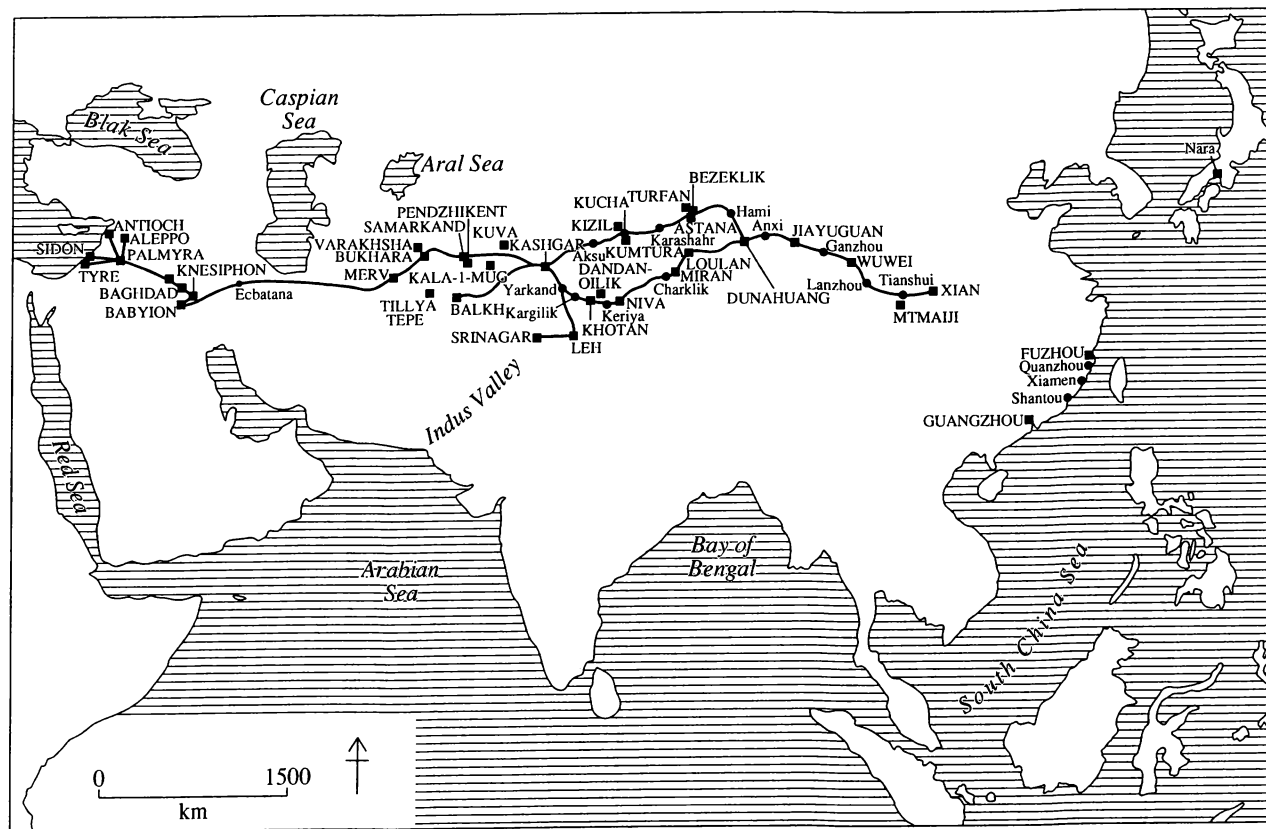 Caspian
Sea
Blak Sea
Aral Sea
Nara
BEZEKLIK
TURFAN
KUCHA
PENDZHIKENT
Hami
ANTIOCH
KIZIL
ASTANA
Anxi
JIAYUGUAN
SAMARKAND
KUVA
ALEPPO
VARAKHSHA
KASHGAR
Karashahr
SIDON
Aksu
KUMTURA
Ganzhou
PALMYRA
BUKHARA
LOULAN
WUWEI
TYRE
KNESIPHON
MERV
KALA-1-MUG
DANDAN-
OILIK
MIRAN
Tianshui
BAGHDAD
Ecbatana
Yarkand
Charklik
Lanzhou
XIAN
BABYION
TILLYA
TEPE
BALKH
Kargilik
NIVA
DUNAHUANG
Keriya
MTMAIJI
KHOTAN
SRINAGAR
LEH
FUZHOU
Quanzhou
Xiamen
Shantou
GUANGZHOU
Indus Valley
Red Sea
Bay of
Bengal
Arabian
Sea
South China Sea
0 1500
km